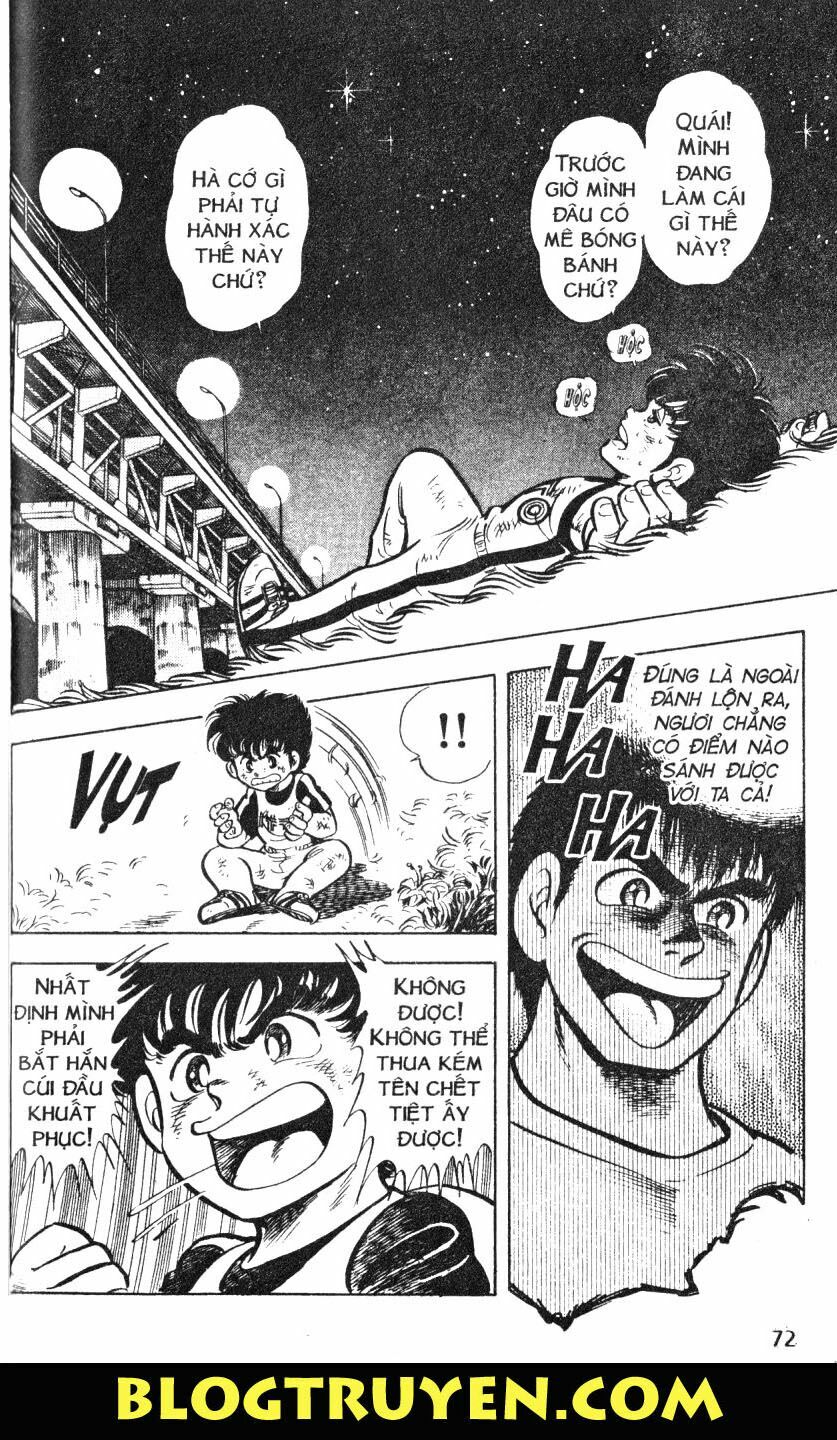 QUÁI!
MÌNH
ĐANG
LÀM CÁI
GÌ THẾ
NÀY?
TRƯỚC
GIỜ MÌNH
ĐÂU CÓ
MÊ BÓNG
BÁNH
CHỨ?
HỘC
HỘC
HÀ CỚ GÌ
PHẢI TỰ
HÀNH XÁC
THẾ NÀY
CHỨ?
HA
HA
HA
ĐÚNG LÀ NGOÀI
ĐÁNH LỘN RA,
NGƯƠI CHẲNG
CÓ ĐIỂM NÀO
SÁNH ĐƯỢC
VỚI TA CẢ!
!!
VỤT
KHÔNG
ĐƯỢC!
KHÔNG THỂ
THUA KÉM
TÊN CHẾT
TIỆT ẤY
ĐƯỢC!
NHẤT
ĐỊNH MÌNH
PHẢI
BẮT HẮN
CÚI ĐẦU
KHUẤT
PHỤC!
72
BLOGTRUYEN.COM